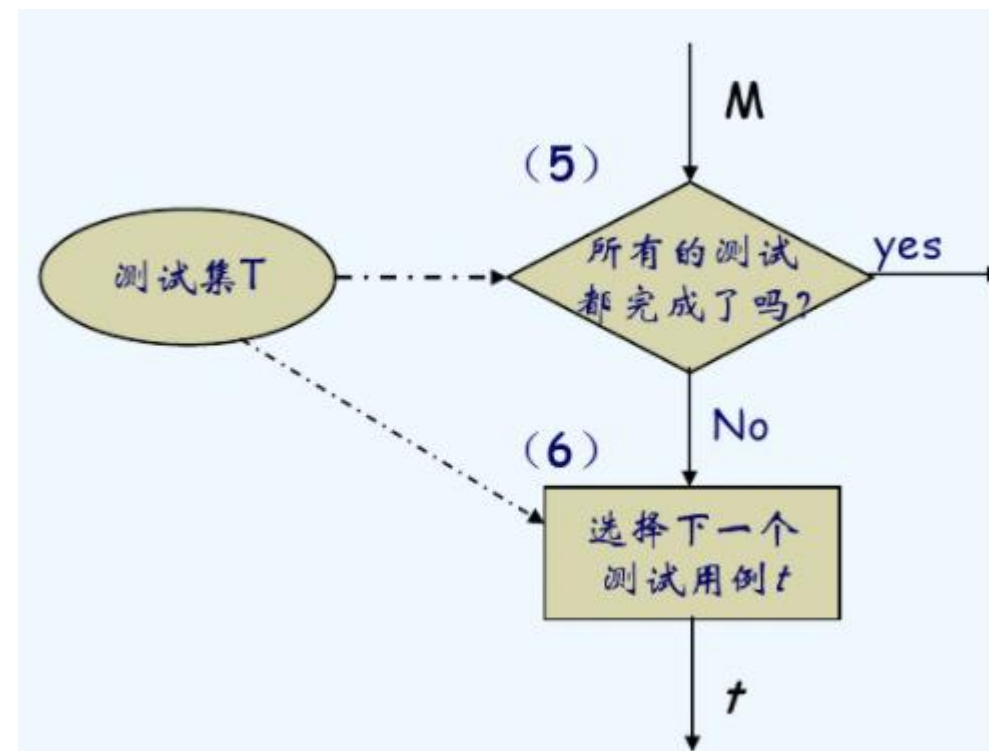 M
（5）
测试集T
所有的测试
都完成了吗?
yes
No
（6）
选择下一个
测试用例t
t